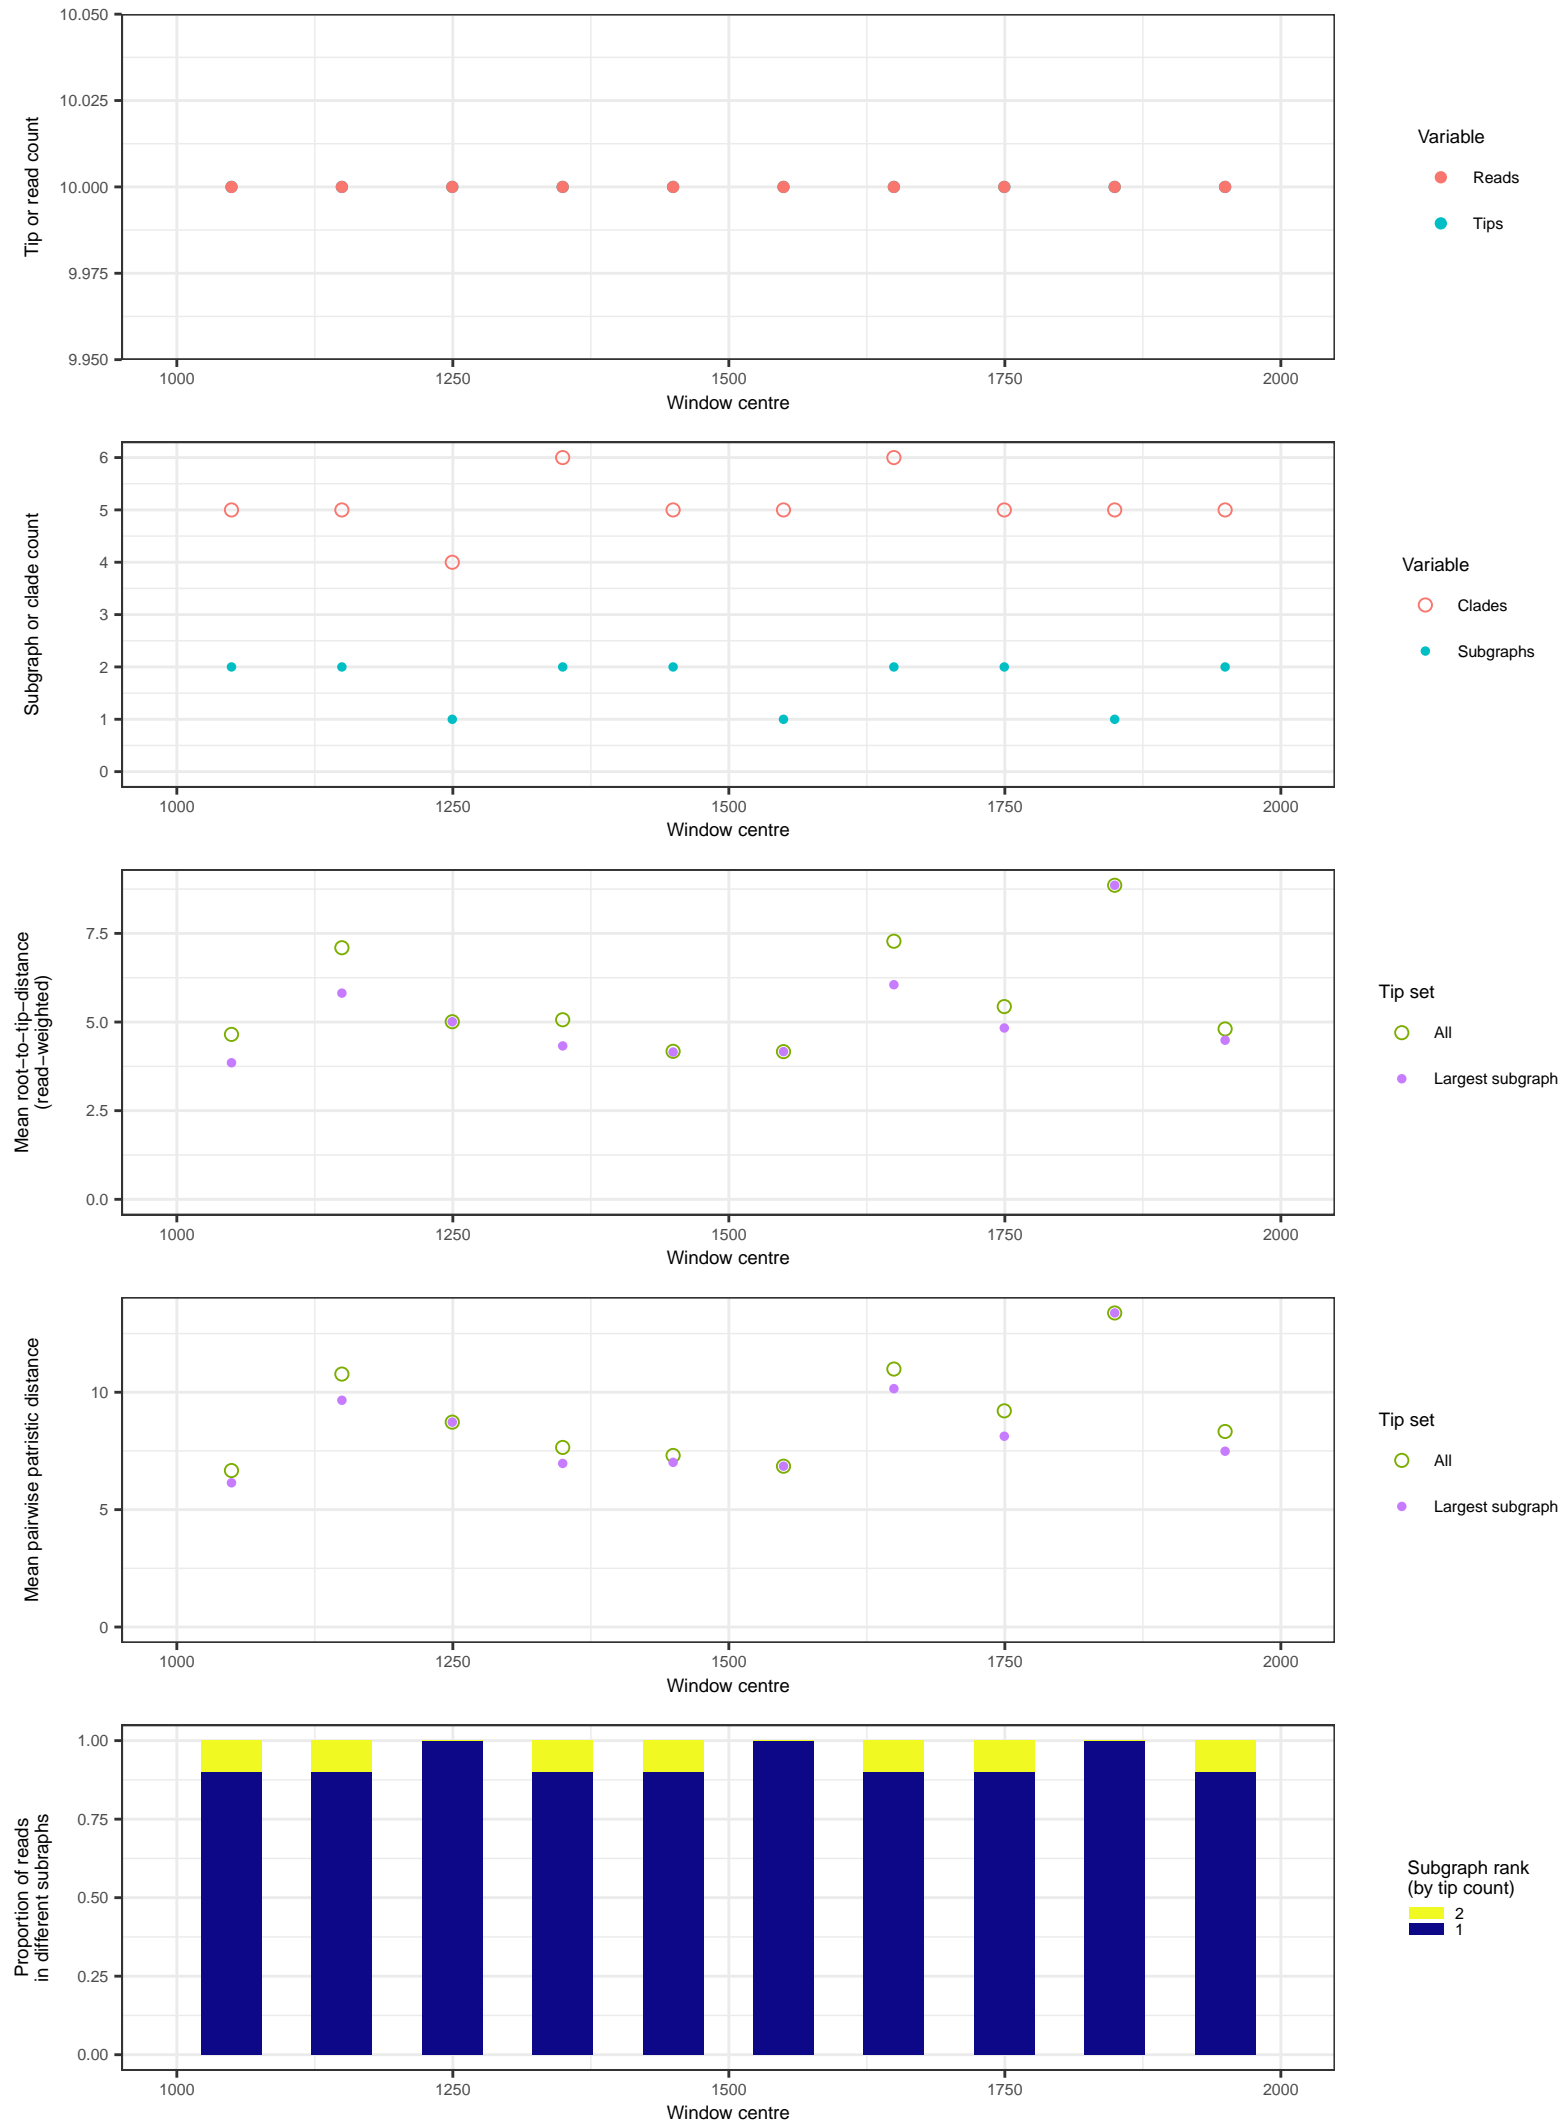 10.050
10.025
10.000
9.975
9.950
Tip or read count
1000 1250 1500 1750 2000
Window centre
Variable
Reads
Tips
6
5
4
3
2
1
0
Subgraph or clade count
1000 1250 1500 1750 2000
Window centre
Variable
Clades
Subgraphs
7.5
5.0
2.5
0.0
Mean root−to−tip−distance
(read−weighted)
1000 1250 1500 1750 2000
Window centre
Tip set
All
Largest subgraph
10
5
0
Mean pairwise patristic distance
1000 1250 1500 1750 2000
Window centre
Tip set
All
Largest subgraph
1.00
0.75
0.50
0.25
0.00
Proportion of reads
in different subraphs
1000 1250 1500 1750 2000
Window centre
Subgraph rank
(by tip count)
2
1